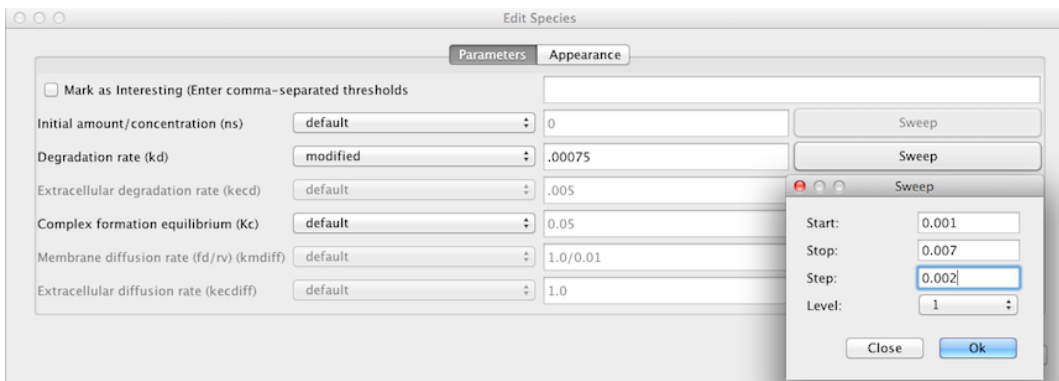 Edit Species
Parameters Appearance
Mark as Interesting (Enter comma-separated thresholds
Initial amount/concentration (ns) default 0 Sweep
Degradation rate (kd) modified .00075 Sweep
Extracellular degradation rate (kecd) default .005
Sweep
Complex formation equilibrium (Kc) default 0.05
Membrane diffusion rate (fd/rv) (kmdiff) default 1.0/0.01
Extracellular diffusion rate (kecdiff) default 1.0
Start: 0.001
Stop: 0.007
Step: 0.002
Level: 1
Close Ok